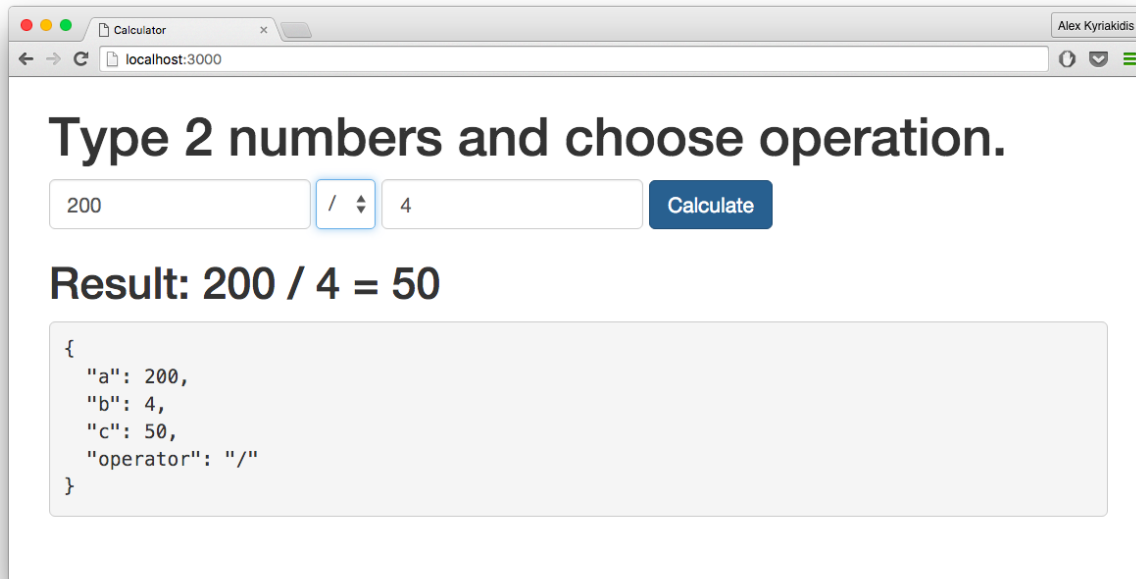 Calculator
Alex Kyriakidis
localhost:3000
Type 2 numbers and choose operation.
200 / 4 Calculate
Result: 200 / 4 = 50
{
  "a": 200,
  "b": 4,
  "c": 50,
  "operator": "/"
}